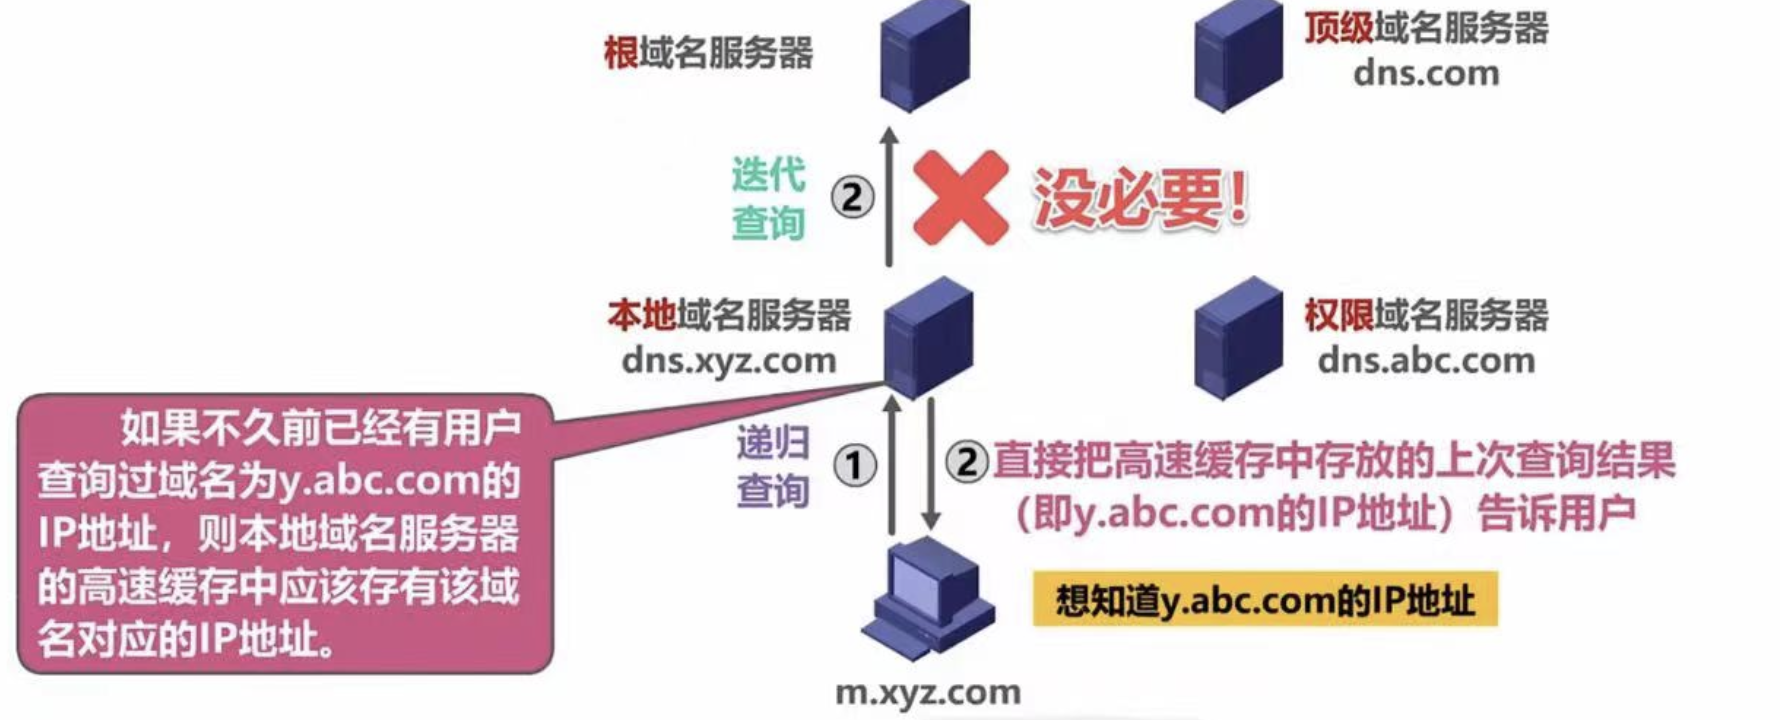 根域名服务器
顶级域名服务器
dns.com
迭代
查询
②
没必要！
本地域名服务器
dns.xyz.com
权限域名服务器
dns.abc.com
如果不久前已经有用户
查询过域名为y.abc.com的
IP地址，则本地域名服务器
的高速缓存中应该存有该域
名对应的IP地址。
递归
查询
①
②直接把高速缓存中存放的上次查询结果
（即y.abc.com的IP地址）告诉用户
想知道y.abc.com的IP地址
m.xyz.com